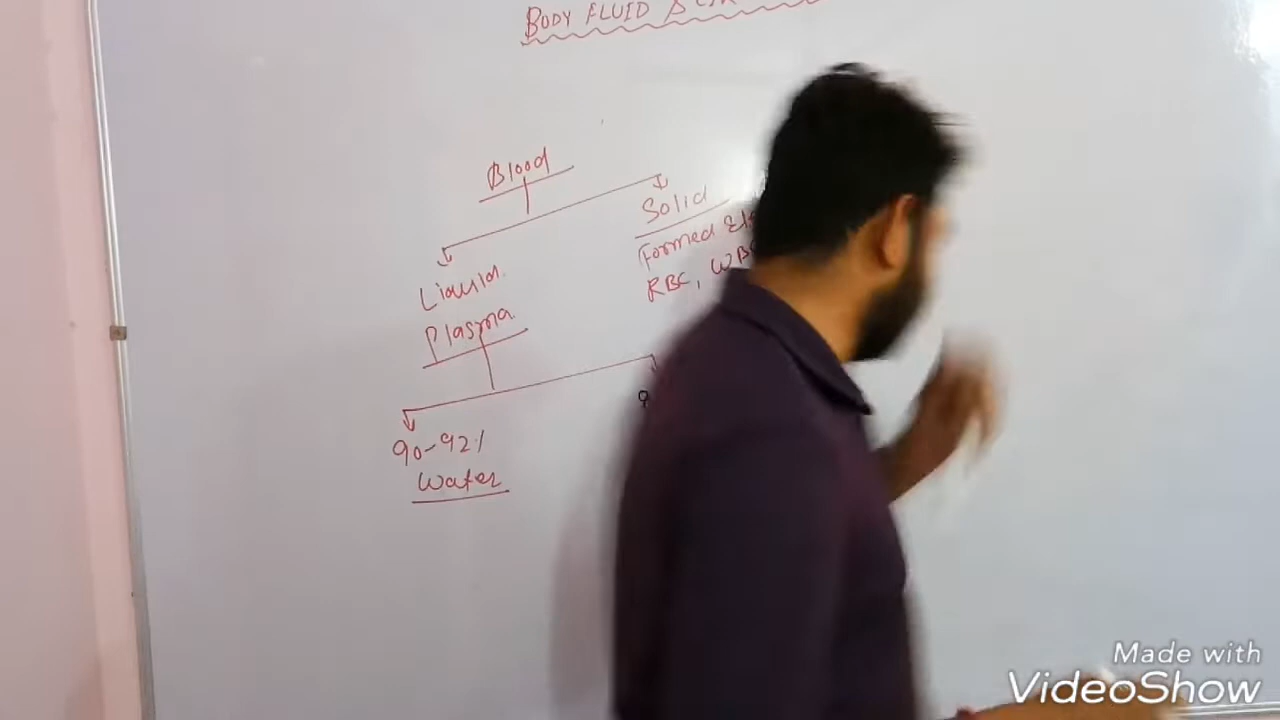 BODY FLUID &
Blood
Solid
Formed
RBC,
Liquid
Plasma
90-92%
Water
Made with
VideoShow